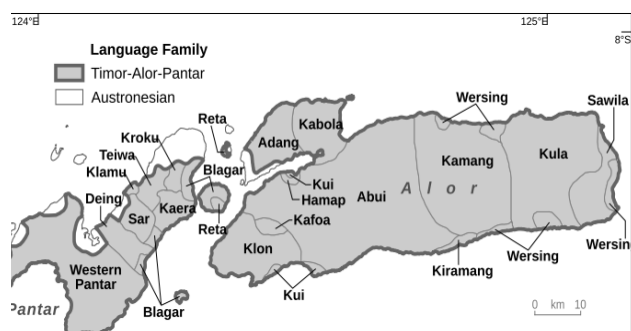 124°E
125°E
8°S
Language Family
Timor-Alor-Pantar
Austronesian
Reta
Kabola
Adang
Wersing
Sawila
Kroku
Teiwa
Klamu
Blagar
Deing
Sar
Kaera
Reta
Kui
Hamap
Abui
Kamang
Kula
Alor
Kafoa
Klon
Western
Pantar
Pantar
Blagar
Kui
Kiramang
Wersing
Wersin
0 km 10